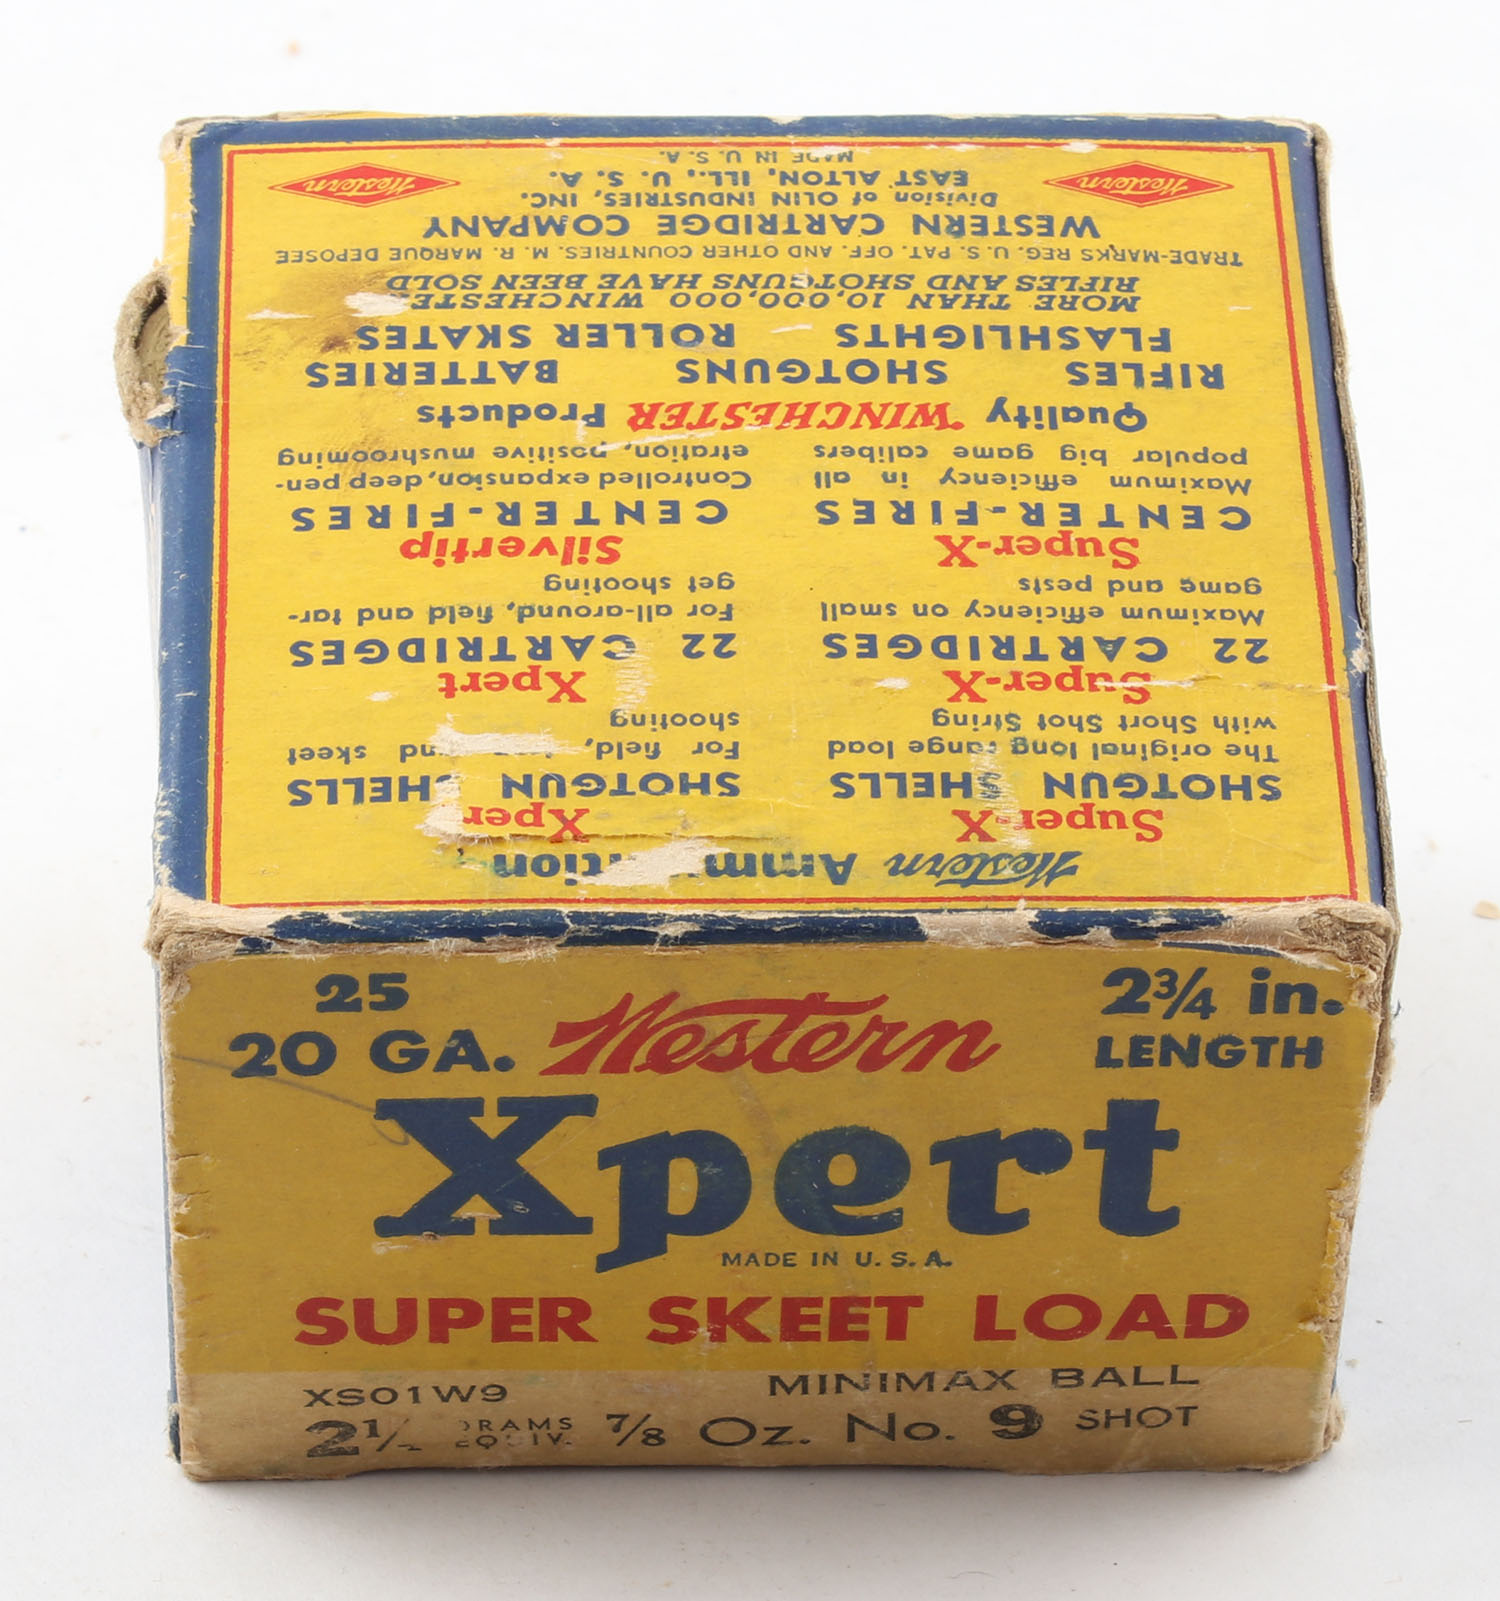 25
20 GA.
Western
2¾ in.
LENGTH
Xpert
MADE IN U. S. A.
SUPER SKEET LOAD
XS01W9
MINIMAX BALL
2½ DRAMS EQUIV. ⅞ Oz. No. 9 SHOT
Western Ammunition
Super-X
SHOTGUN SHELLS
The original long range load
with Short Shot String
Xpert
SHOTGUN SHELLS
For field, and skeet
shooting
Super-X
22 CARTRIDGES
Maximum efficiency on small
game and pests
Xpert
22 CARTRIDGES
For all-around, field and tar-
get shooting
Super-X
CENTER-FIRES
Maximum efficiency in all
popular big game calibers
Silvertip
CENTER-FIRES
Controlled expansion, deep pen-
etration, positive mushrooming
Quality WINCHESTER Products
RIFLES SHOTGUNS BATTERIES
FLASHLIGHTS ROLLER SKATES
MORE THAN 10,000,000 WINCHESTER
RIFLES AND SHOTGUNS HAVE BEEN SOLD
TRADE-MARKS REG. U. S. PAT. OFF. AND OTHER COUNTRIES. M. R. MARQUE DEPOSEE
WESTERN CARTRIDGE COMPANY
Division of OLIN INDUSTRIES, INC.
EAST ALTON, ILL., U. S. A.
MADE IN U. S. A.
Western
Western